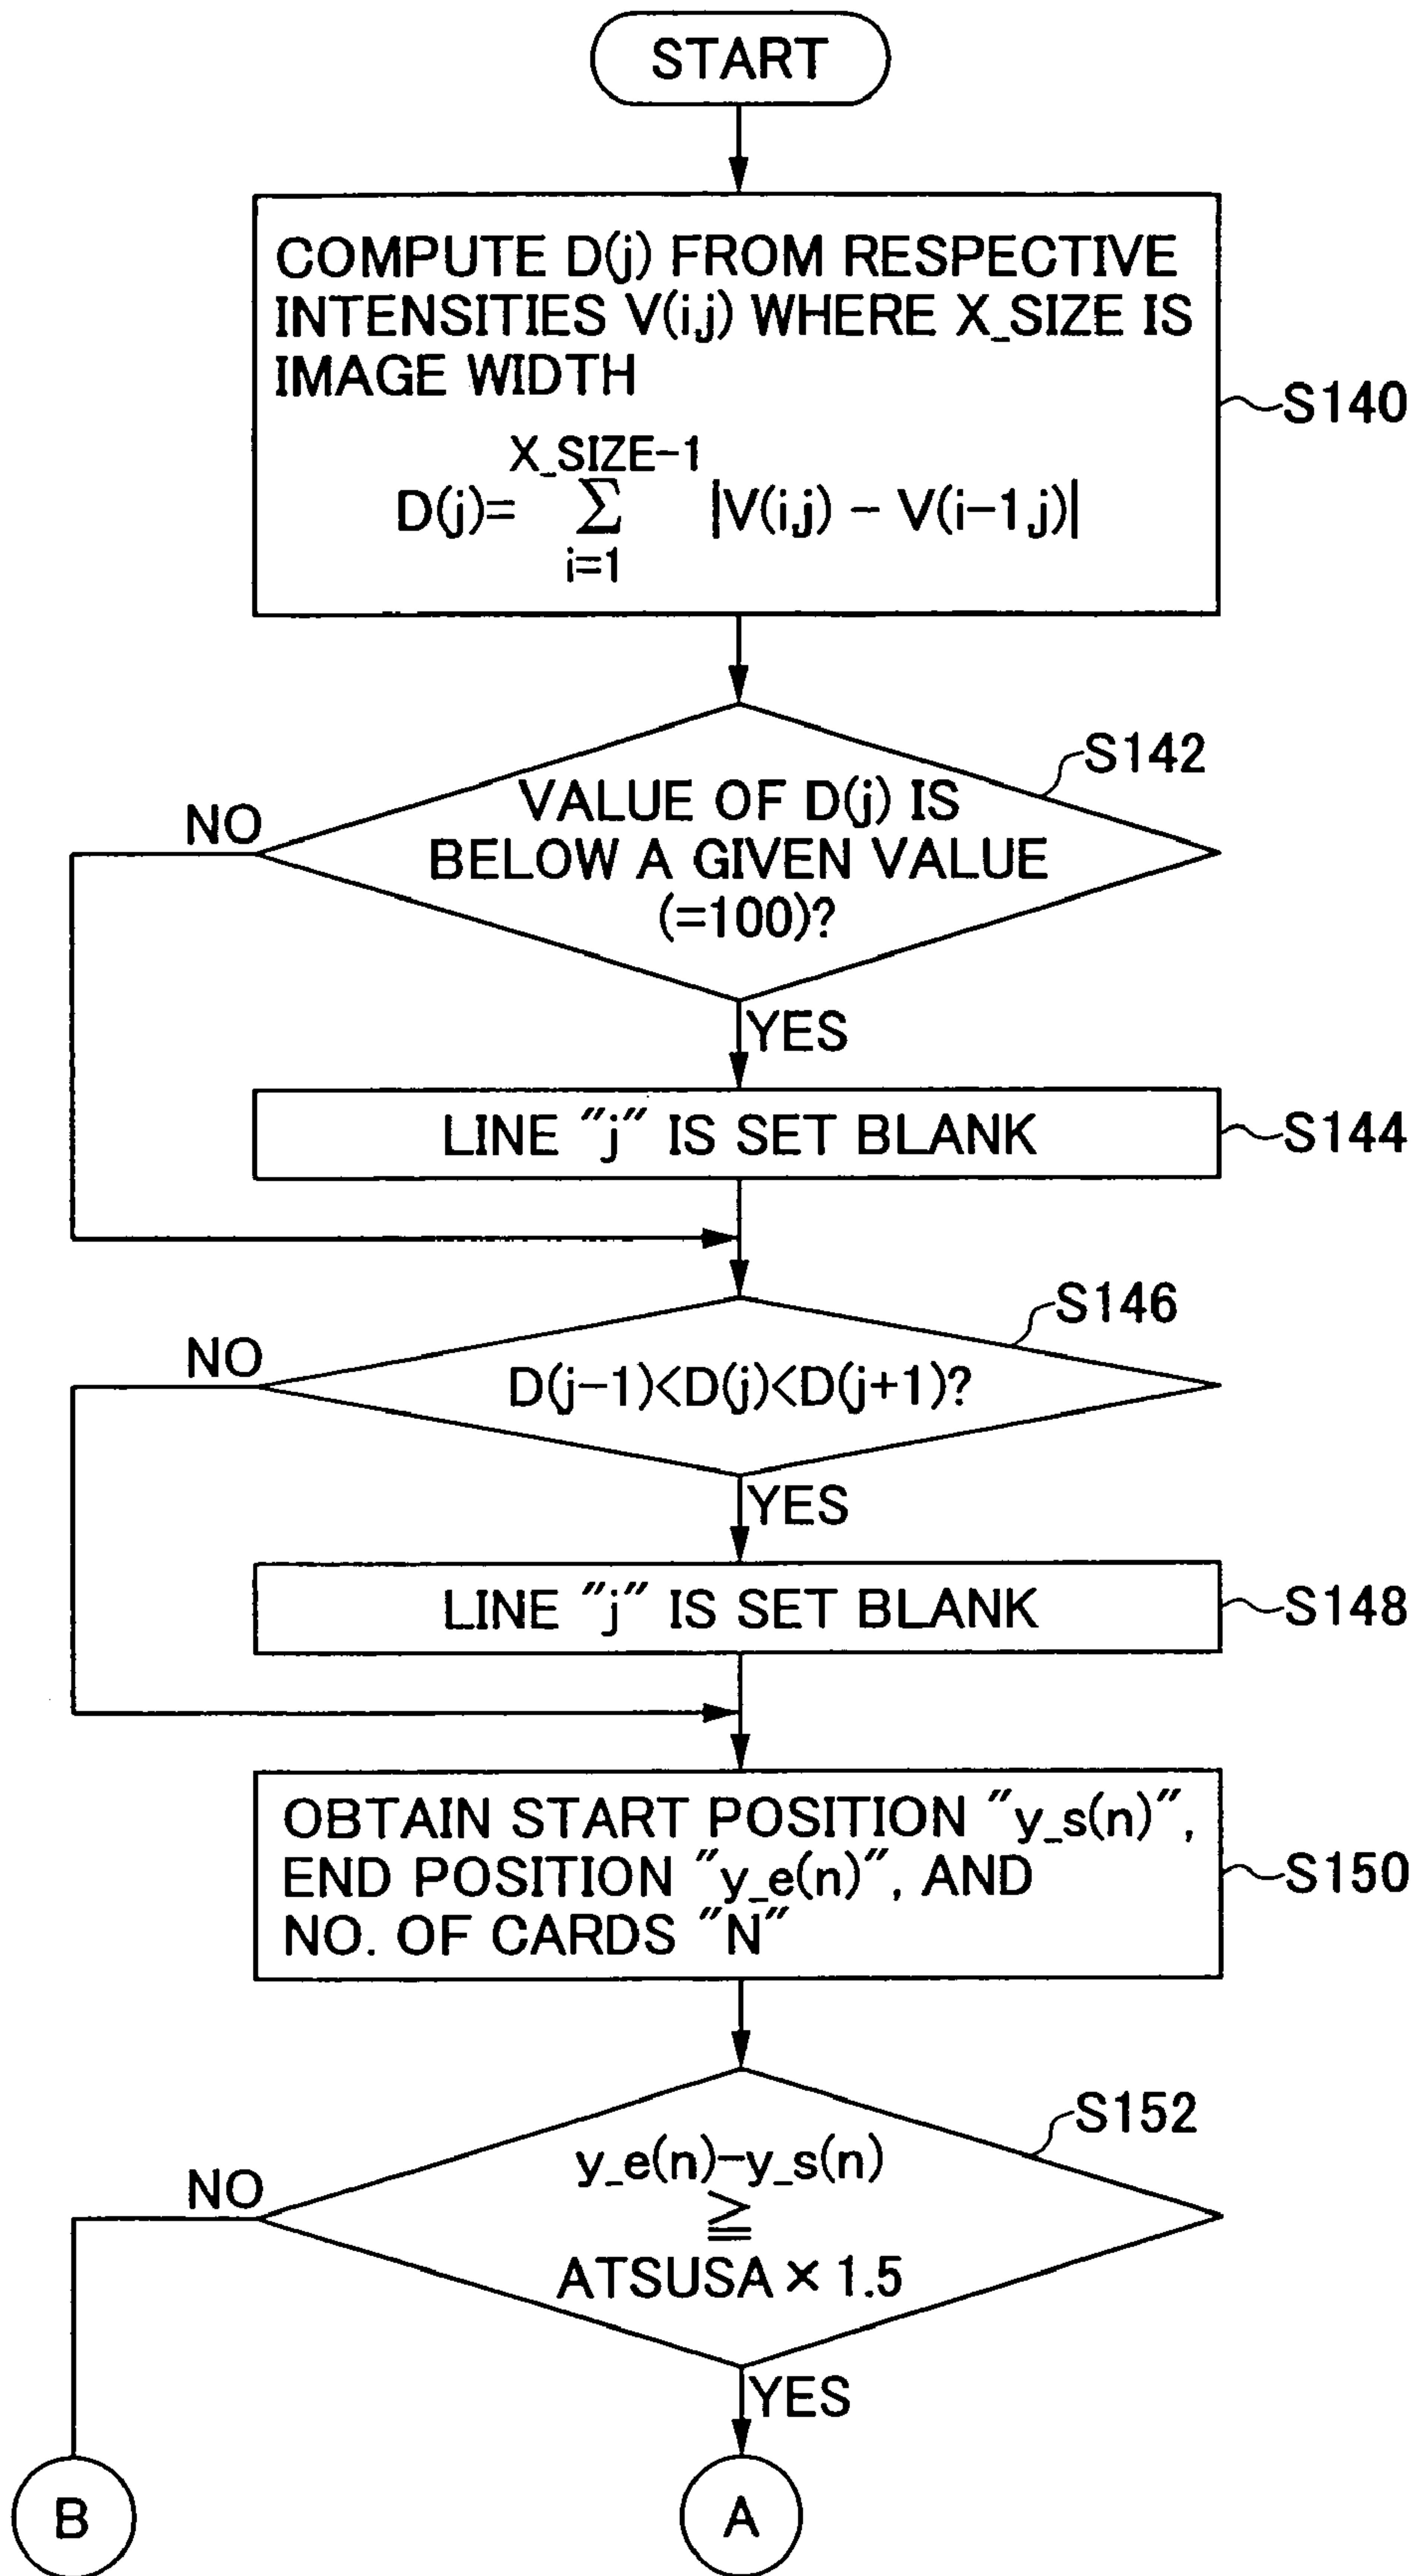 START
COMPUTE D(j) FROM RESPECTIVE
INTENSITIES V(i,j) WHERE X_SIZE IS
IMAGE WIDTH
S140
X_SIZE-1
D(j)= Σ |V(i,j) - V(i-1,j)|
i=1
S142
NO
VALUE OF D(j) IS
BELOW A GIVEN VALUE
(=100)?
YES
LINE "j" IS SET BLANK
S144
S146
NO
D(j-1)<D(j)<D(j+1)?
YES
LINE "j" IS SET BLANK
S148
OBTAIN START POSITION "y_s(n)",
END POSITION "y_e(n)", AND
NO. OF CARDS "N"
S150
S152
NO
y_e(n)-y_s(n)
≧
ATSUSA × 1.5
YES
B
A